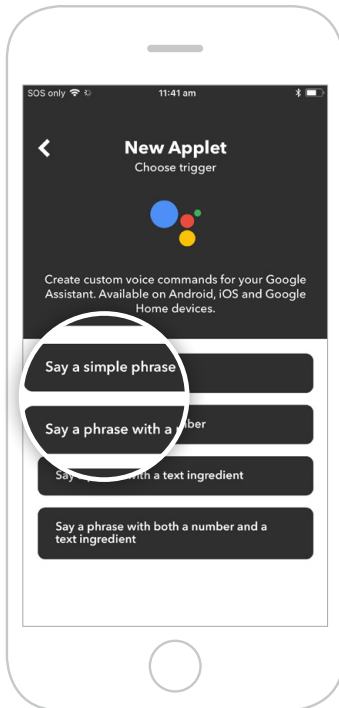 SOS only 11:41 am
New Applet
Choose trigger
Create custom voice commands for your Google
Assistant. Available on Android, iOS and Google
Home devices.
Say a simple phrase
Say a phrase with a
with a text ingredient
Say a phrase with both a number and a
text ingredient